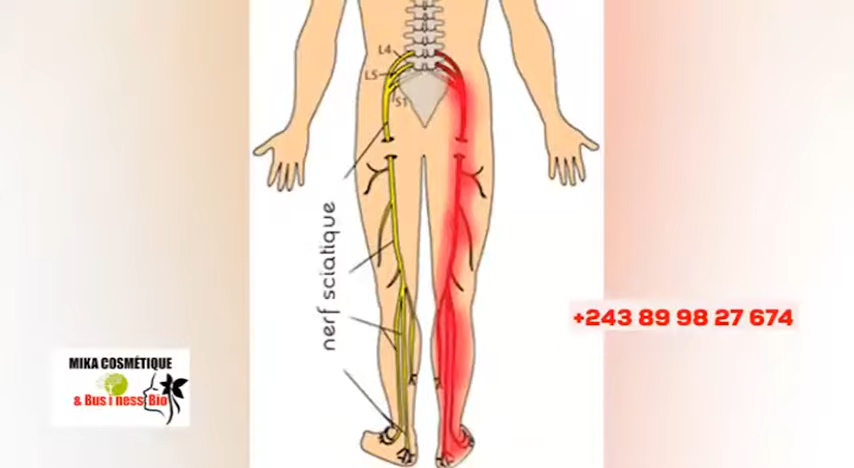 L4
L5
S1
nerf sciatique
+243 89 98 27 674
MIKA COSMÉTIQUE
& Bus i ness Bio